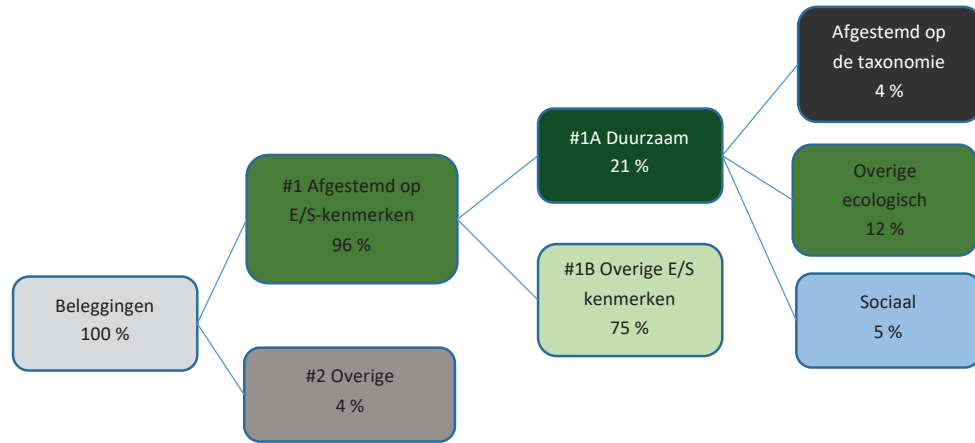 Beleggingen
100 %
#1 Afgestemd op
E/S-kenmerken
96 %
#2 Overige
4 %
#1A Duurzaam
21 %
#1B Overige E/S
kenmerken
75 %
Afgestemd op
de taxonomie
4 %
Overige
ecologisch
12 %
Sociaal
5 %